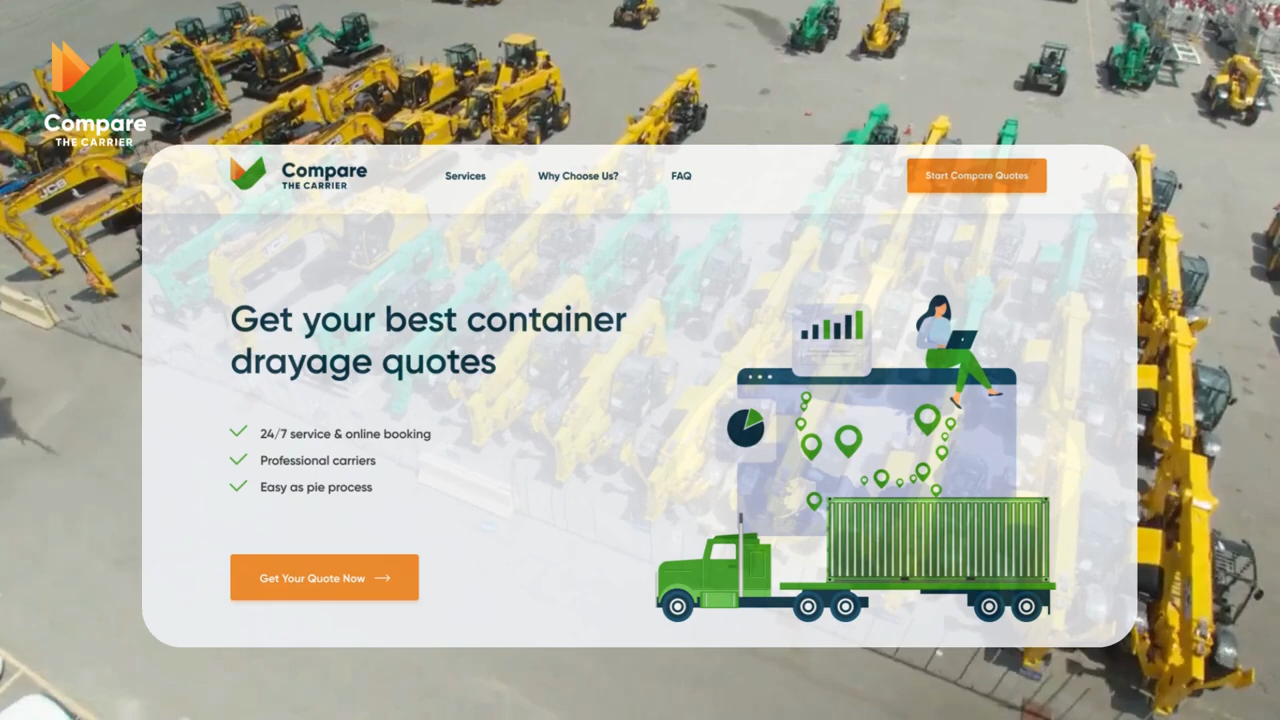 Compare
THE CARRIER
Compare
THE CARRIER
Services
Why Choose Us?
FAQ
Start Compare Quotes
Get your best container
drayage quotes
24/7 service & online booking
Professional carriers
Easy as pie process
Get Your Quote Now
JCB